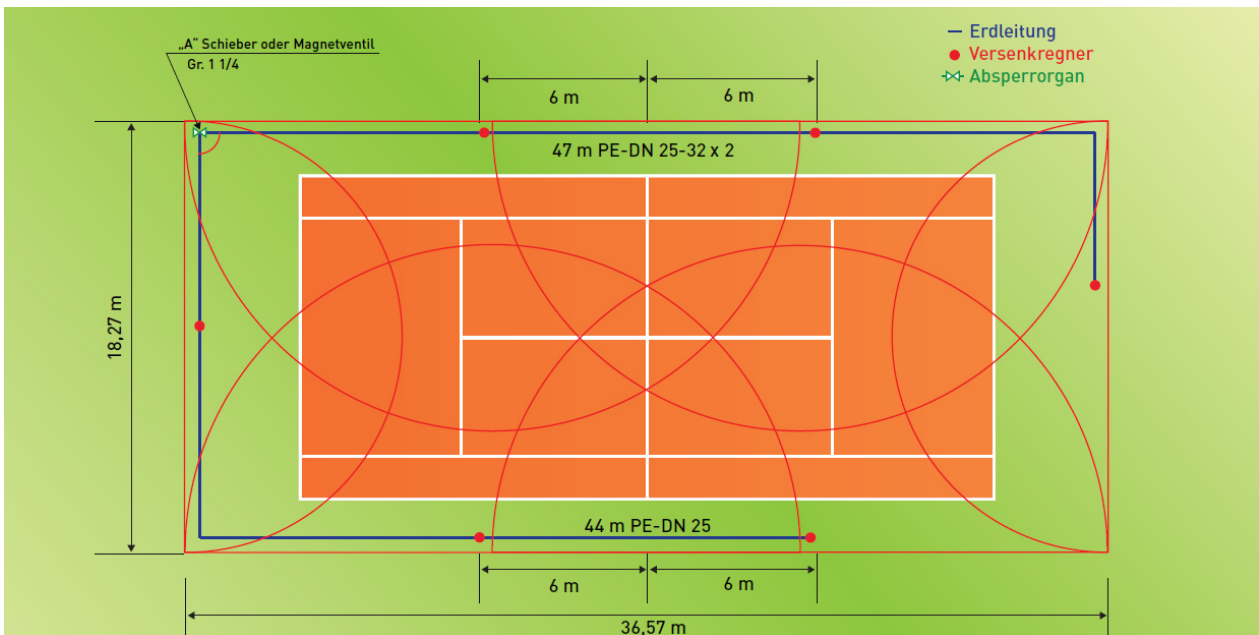 „A“ Schieber oder Magnetventil
Gr. 1 1/4
Erdleitung
Versenkregner
Absperrorgan
6 m
6 m
47 m PE-DN 25-32 x 2
18,27 m
44 m PE-DN 25
6 m
6 m
36,57 m